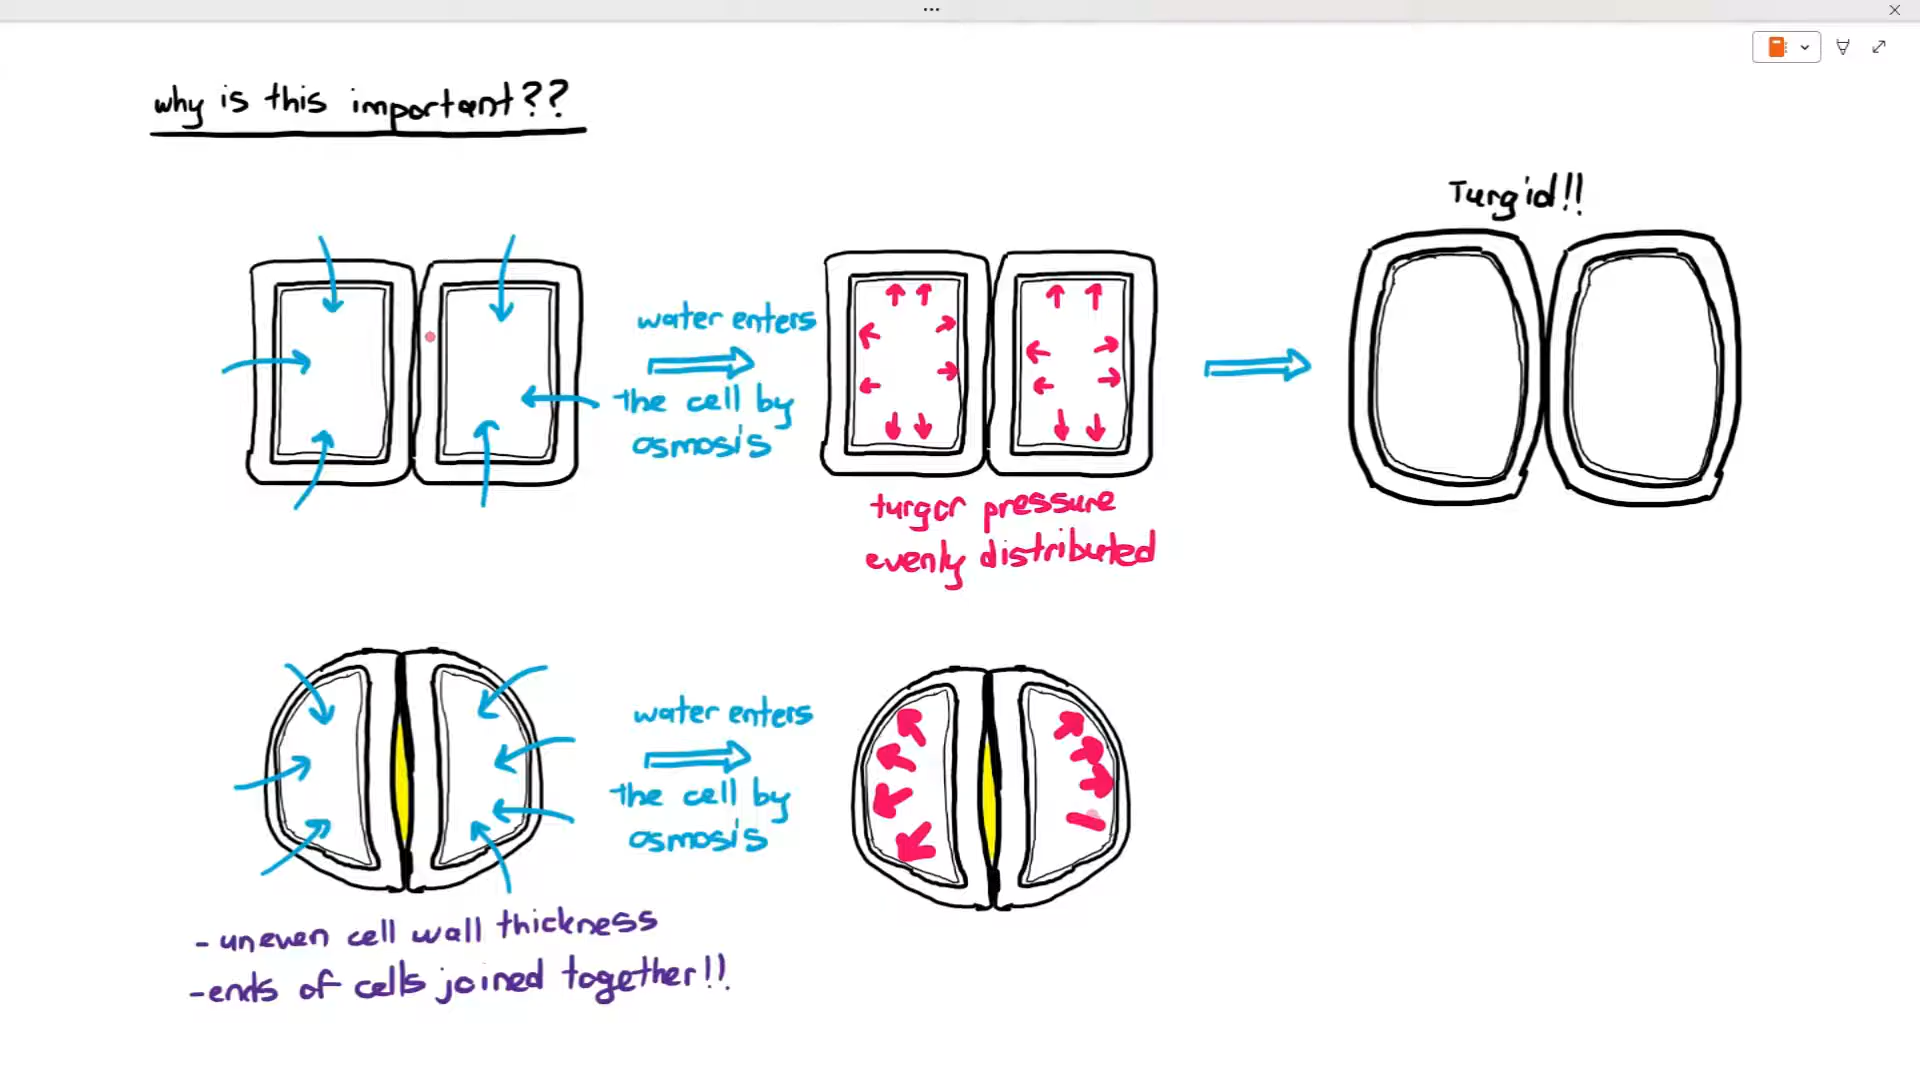 why is this important??
Turgid!!
water enters
the cell by
osmosis
turgor pressure
evenly distributed
water enters
the cell by
osmosis
- uneven cell wall thickness
- ends of cells joined together!!